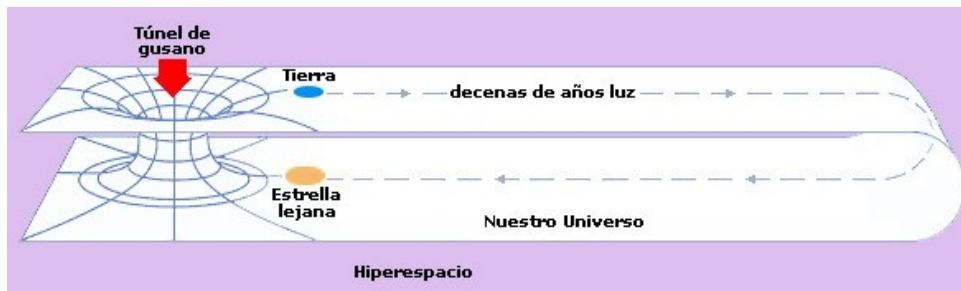 Túnel de
gusano
Tierra
decenas de años luz
Estrella
lejana
Nuestro Universo
Hiperespacio